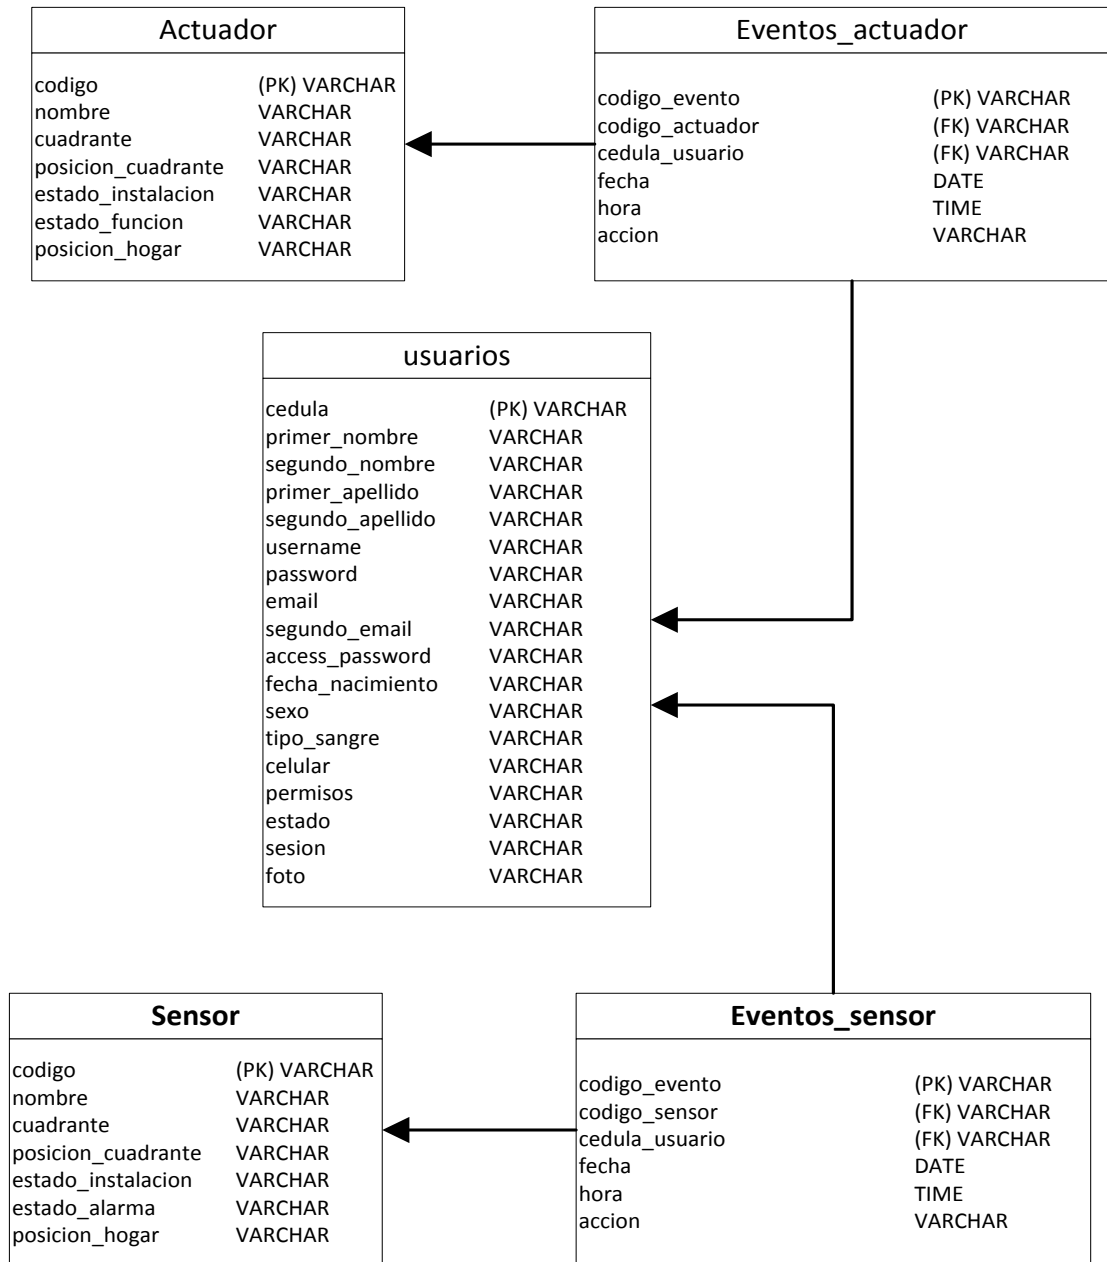 Actuador
codigo (PK) VARCHAR
nombre VARCHAR
cuadrante VARCHAR
posicion_cuadrante VARCHAR
estado_instalacion VARCHAR
estado_funcion VARCHAR
posicion_hogar VARCHAR
Eventos_actuador
codigo_evento (PK) VARCHAR
codigo_actuador (FK) VARCHAR
cedula_usuario (FK) VARCHAR
fecha DATE
hora TIME
accion VARCHAR
usuarios
cedula (PK) VARCHAR
primer_nombre VARCHAR
segundo_nombre VARCHAR
primer_apellido VARCHAR
segundo_apellido VARCHAR
username VARCHAR
password VARCHAR
email VARCHAR
segundo_email VARCHAR
access_password VARCHAR
fecha_nacimiento VARCHAR
sexo VARCHAR
tipo_sangre VARCHAR
celular VARCHAR
permisos VARCHAR
estado VARCHAR
sesion VARCHAR
foto VARCHAR
Sensor
codigo (PK) VARCHAR
nombre VARCHAR
cuadrante VARCHAR
posicion_cuadrante VARCHAR
estado_instalacion VARCHAR
estado_alarma VARCHAR
posicion_hogar VARCHAR
Eventos_sensor
codigo_evento (PK) VARCHAR
codigo_sensor (FK) VARCHAR
cedula_usuario (FK) VARCHAR
fecha DATE
hora TIME
accion VARCHAR